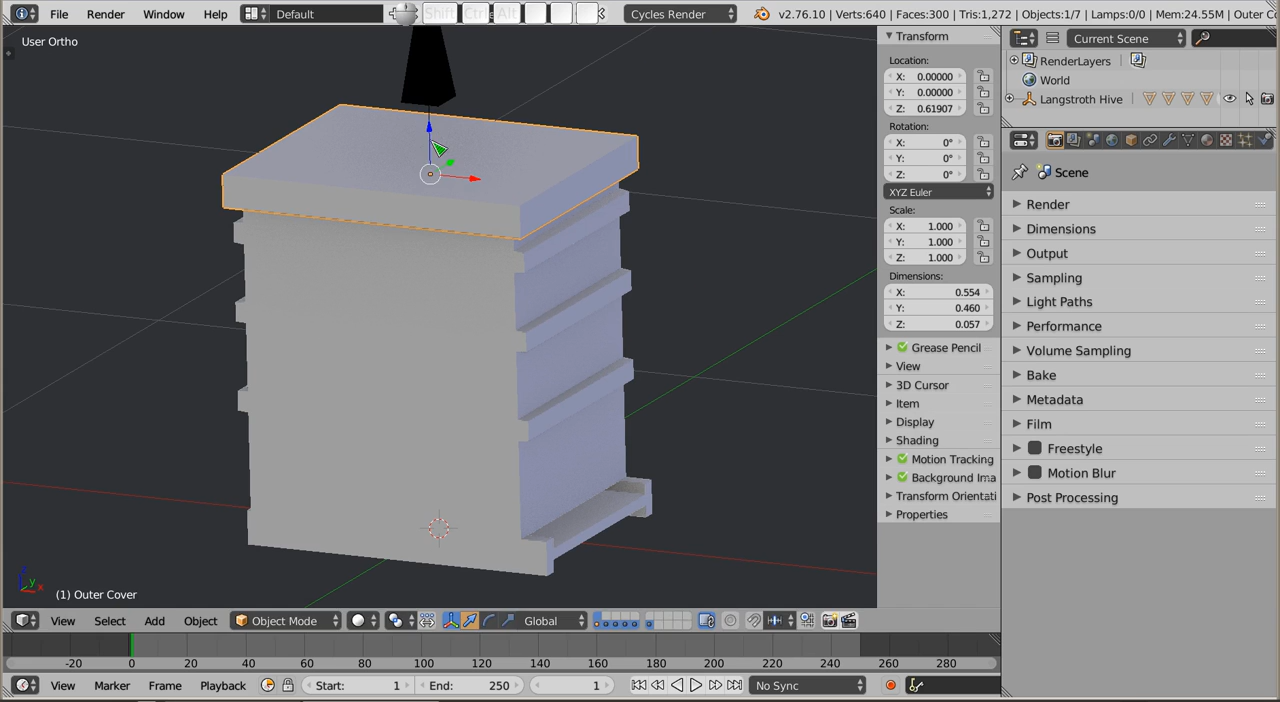 File Render Window Help Default Shift Ctrl Alt Cycles Render v2.76.10 | Verts:640 | Faces:300 | Tris:1,272 | Objects:1/7 | Lamps:0/0 | Mem:24.55M | Outer C
User Ortho
Transform
Location:
X: 0.00000
Y: 0.00000
Z: 0.61907
Rotation:
X: 0°
Y: 0°
Z: 0°
XYZ Euler
Scale:
X: 1.000
Y: 1.000
Z: 1.000
Dimensions:
X: 0.554
Y: 0.460
Z: 0.057
Grease Pencil
View
3D Cursor
Item
Display
Shading
Motion Tracking
Background Ima
Transform Orientati
Properties
Current Scene
RenderLayers
World
Langstroth Hive
Scene
Render
Dimensions
Output
Sampling
Light Paths
Performance
Volume Sampling
Bake
Metadata
Film
Freestyle
Motion Blur
Post Processing
z y x
(1) Outer Cover
View Select Add Object Object Mode Global
-20 0 20 40 60 80 100 120 140 160 180 200 220 240 260 280
View Marker Frame Playback Start: 1 End: 250 1 No Sync